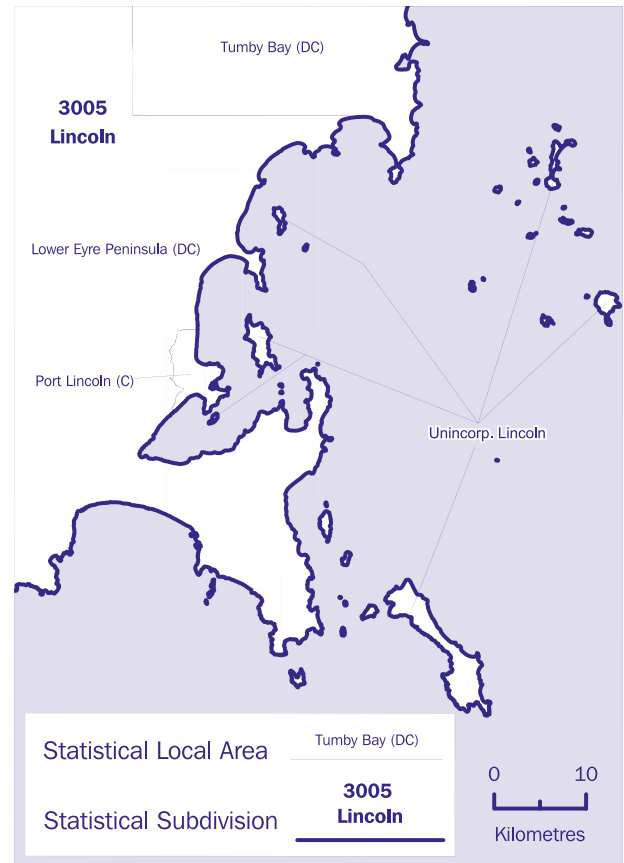 Tumby Bay (DC)
3005
Lincoln
Lower Eyre Peninsula (DC)
Port Lincoln (C)
Unincorp. Lincoln
Statistical Local Area
Tumby Bay (DC)
Statistical Subdivision
3005
Lincoln
0 10
Kilometres